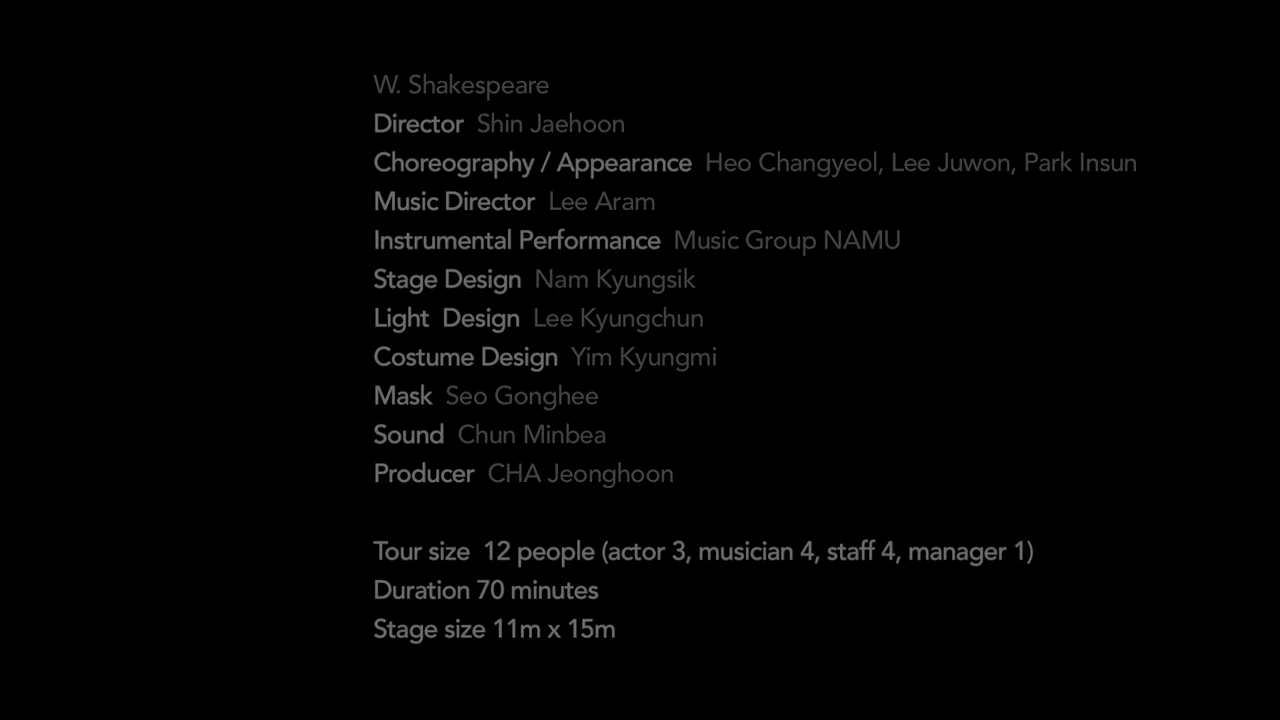 W. Shakespeare
Director Shin Jaehoon
Choreography / Appearance Heo Changyeol, Lee Juwon, Park Insun
Music Director Lee Aram
Instrumental Performance Music Group NAMU
Stage Design Nam Kyungsik
Light Design Lee Kyungchun
Costume Design Yim Kyungmi
Mask Seo Gonghee
Sound Chun Minbea
Producer CHA Jeonghoon
Tour size 12 people (actor 3, musician 4, staff 4, manager 1)
Duration 70 minutes
Stage size 11m x 15m